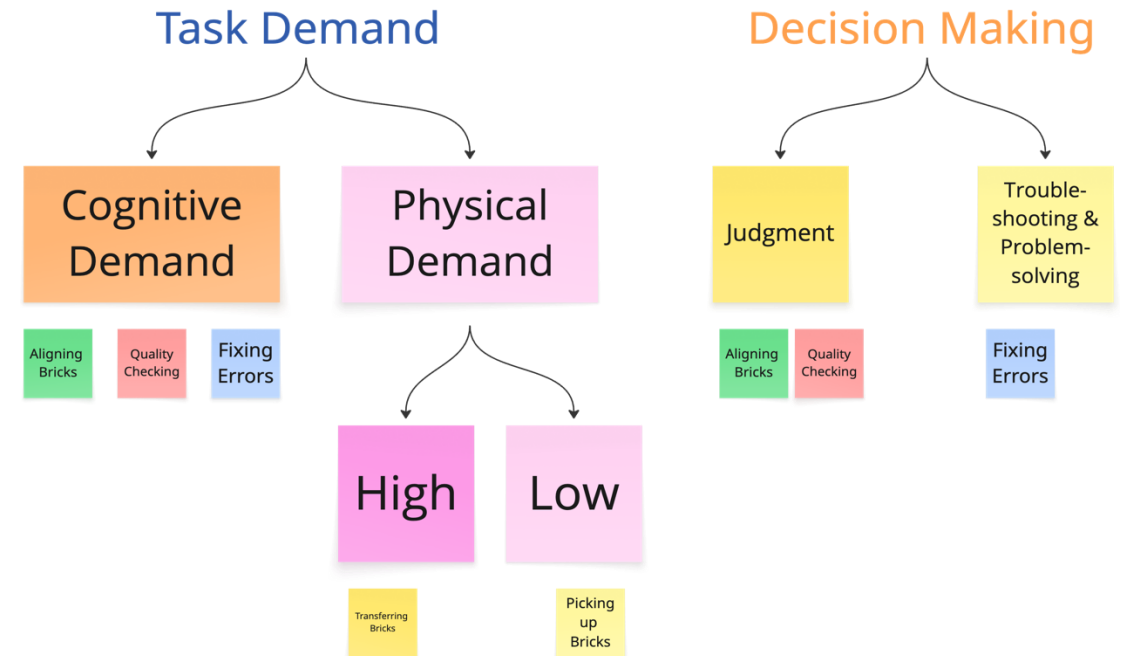 Task Demand
Decision Making
Cognitive
Demand
Physical
Demand
Judgment
Trouble-
shooting &
Problem-
solving
Aligning
Bricks
Quality
Checking
Fixing
Errors
Aligning
Bricks
Quality
Checking
Fixing
Errors
High
Low
Transferring
Bricks
Picking
up
Bricks